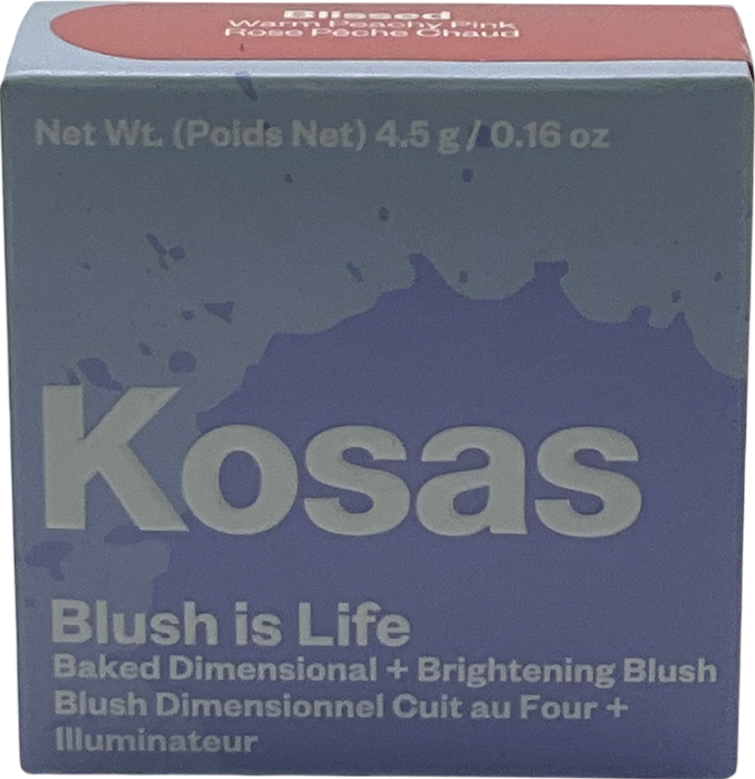 Blissed
Warm Peachy Pink
Rose Pêche Chaud
Net Wt. (Poids Net) 4.5 g / 0.16 oz
Kosas
Blush is Life
Baked Dimensional + Brightening Blush
Blush Dimensionnel Cuit au Four +
Illuminateur